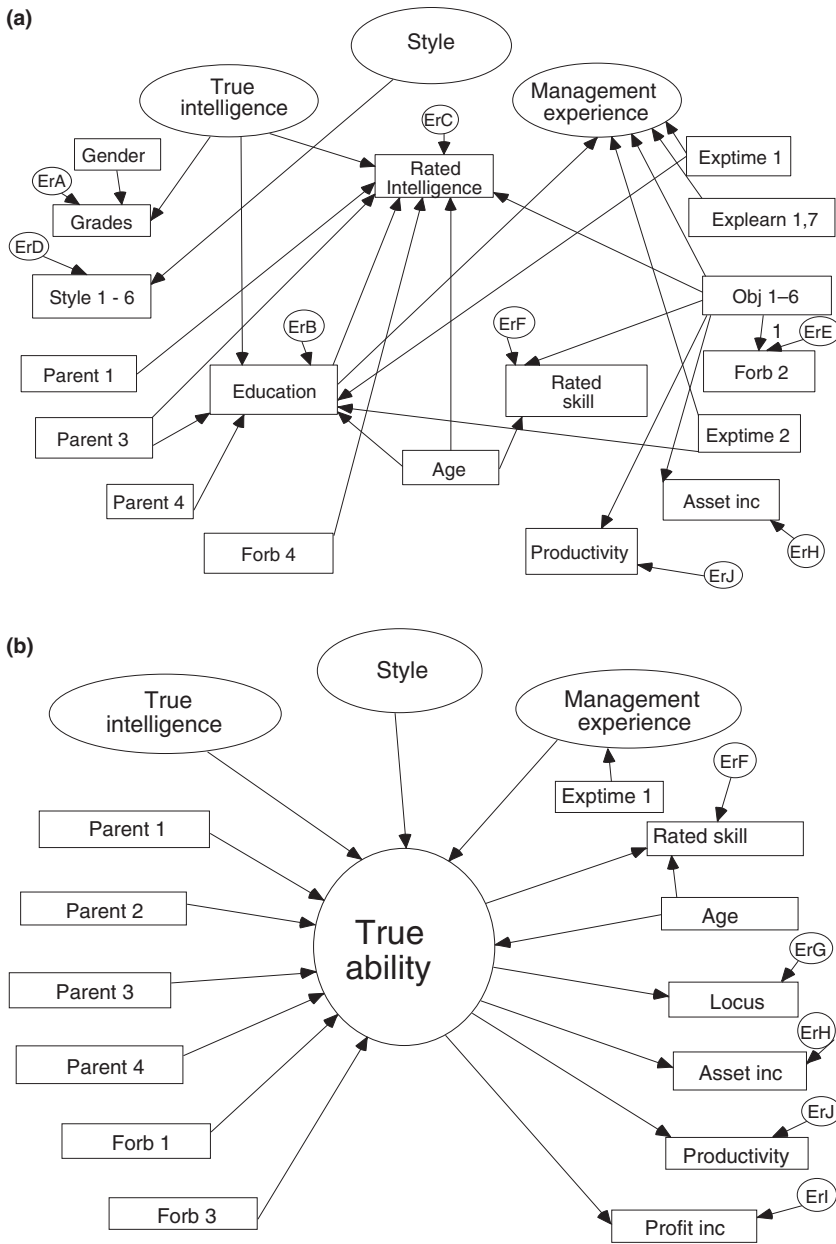 (a)
Style
True
intelligence
Management
experience
ErC
Gender
Rated
Intelligence
Exptime 1
ErA
Grades
Explearn 1,7
ErD
Style 1 - 6
Obj 1–6
ErB
ErF
1
ErE
Parent 1
Education
Rated
skill
Forb 2
Parent 3
Age
Exptime 2
Parent 4
Asset inc
Forb 4
Productivity
ErH
ErJ
(b)
Style
True
intelligence
Management
experience
ErF
Exptime 1
Parent 1
Rated skill
Parent 2
Age
True
ability
ErG
Parent 3
Locus
ErH
Parent 4
Asset inc
ErJ
Forb 1
Productivity
ErI
Forb 3
Profit inc